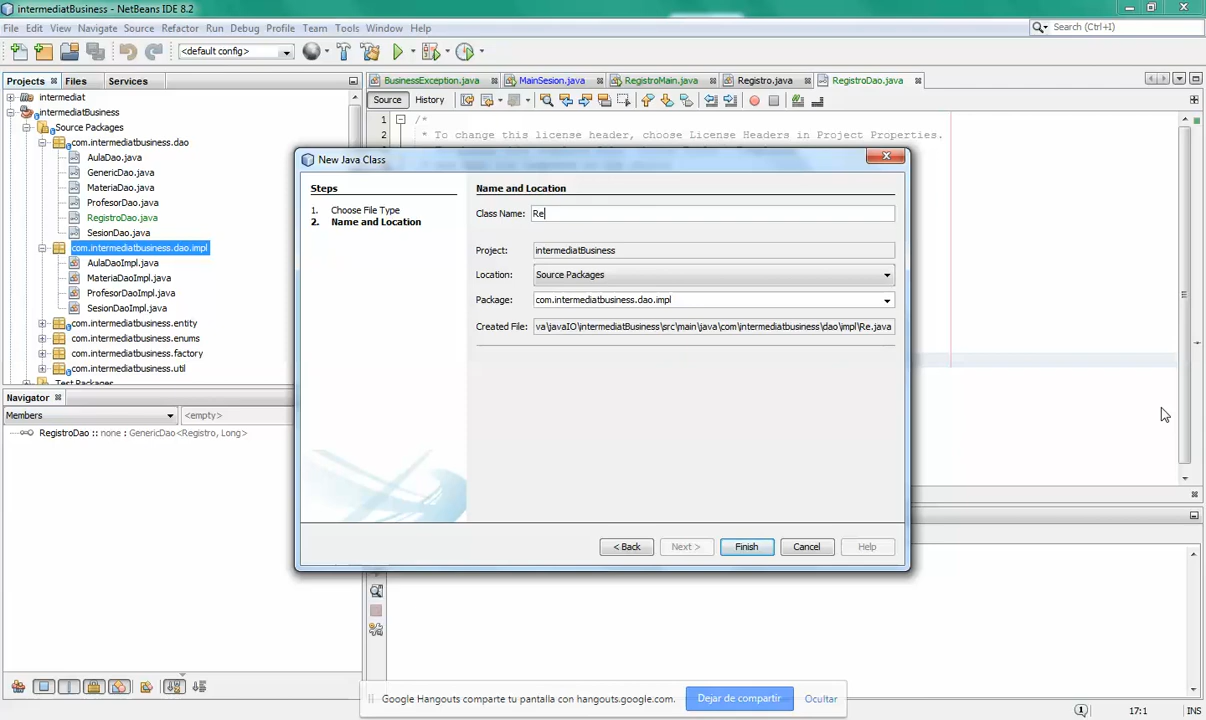 intermediatBusiness - NetBeans IDE 8.2
File Edit View Navigate Source Refactor Run Debug Profile Team Tools Window Help
Search (Ctrl+I)
<default config>
Projects Files Services
BusinessException.java MainSesion.java RegistroMain.java Registro.java RegistroDao.java
Source History
intermediat
intermediatBusiness
Source Packages
com.intermediatbusiness.dao
AulaDao.java
GenericDao.java
MateriaDao.java
ProfesorDao.java
RegistroDao.java
SesionDao.java
com.intermediatbusiness.dao.impl
AulaDaoImpl.java
MateriaDaoImpl.java
ProfesorDaoImpl.java
SesionDaoImpl.java
com.intermediatbusiness.entity
com.intermediatbusiness.enums
com.intermediatbusiness.factory
com.intermediatbusiness.util
Test Packages
1 /*
2 * To change this license header, choose License Headers in Project Properties.
New Java Class
Steps
1. Choose File Type
2. Name and Location
Name and Location
Class Name: Re
Project: intermediatBusiness
Location: Source Packages
Package: com.intermediatbusiness.dao.impl
Created File: va\javaIO\intermediatBusiness\src\main\java\com\intermediatbusiness\dao\impl\Re.java
< Back Next > Finish Cancel Help
Navigator
Members <empty>
RegistroDao :: none : GenericDao<Registro, Long>
Google Hangouts comparte tu pantalla con hangouts.google.com. Dejar de compartir Ocultar
1 17:1 INS